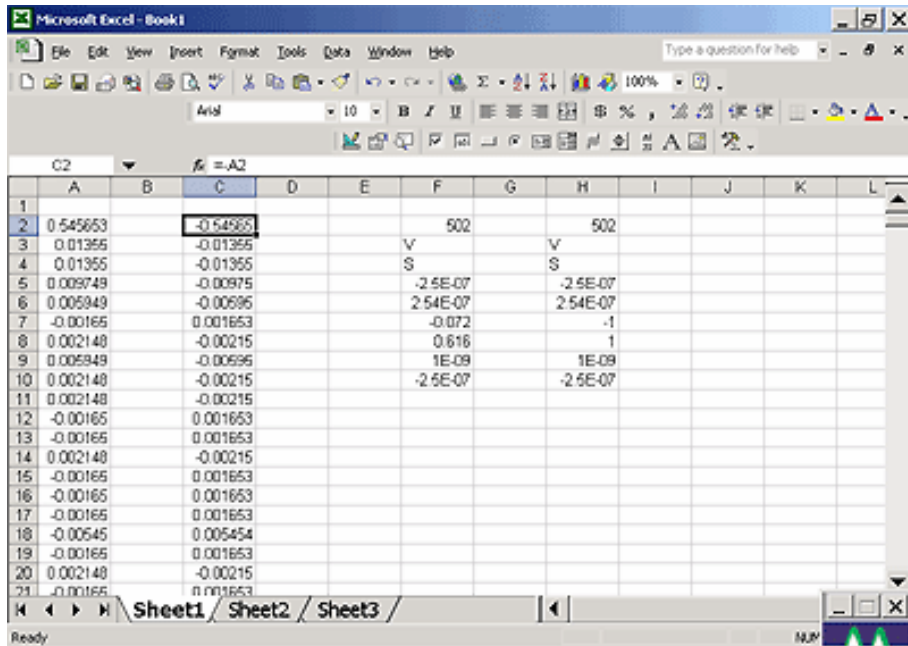 Microsoft Excel - Book1
File Edit View Insert Format Tools Data Window Help Type a question for help
100%
Arial 10 B I U $ % ,
C2 fx =-A2
A B C D E F G H I J K L
1
2 0.545653 -0.54565 502 502
3 0.01355 -0.01355 V V
4 0.01355 -0.01355 S S
5 0.009749 -0.00975 -2.5E-07 -2.5E-07
6 0.005949 -0.00595 2.54E-07 2.54E-07
7 -0.00165 0.001653 -0.072 -1
8 0.002148 -0.00215 0.616 1
9 0.005949 -0.00595 1E-09 1E-09
10 0.002148 -0.00215 -2.5E-07 -2.5E-07
11 0.002148 -0.00215
12 -0.00165 0.001653
13 -0.00165 0.001653
14 0.002148 -0.00215
15 -0.00165 0.001653
16 -0.00165 0.001653
17 -0.00165 0.001653
18 -0.00545 0.005454
19 -0.00165 0.001653
20 0.002148 -0.00215
21 -0.00165 0.001653
Sheet1 Sheet2 Sheet3
Ready NUM